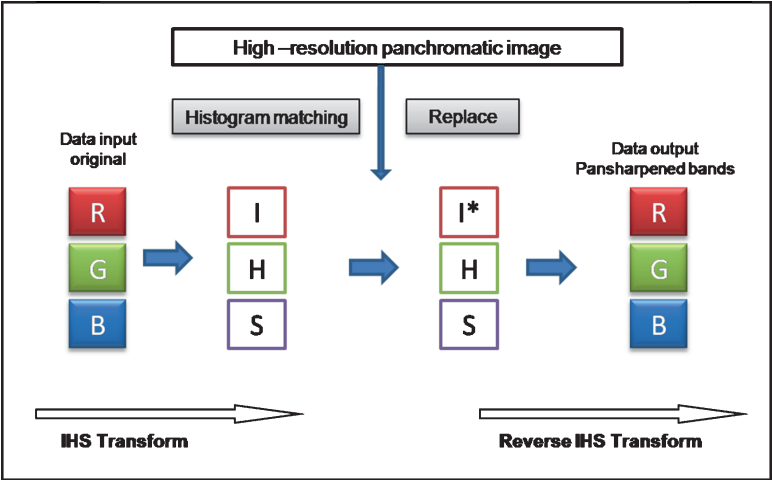 High –resolution panchromatic image
Histogram matching
Replace
Data input
original
Data output
Pansharpened bands
R
I
I*
R
G
H
H
G
B
S
S
B
IHS Transform
Reverse IHS Transform